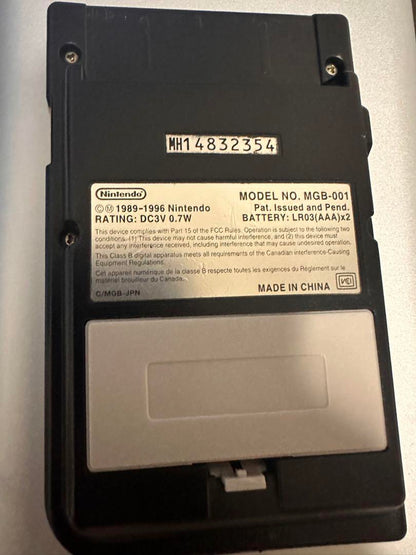 MH14832354
Nintendo
©Ⓜ 1989-1996 Nintendo
RATING: DC3V 0.7W
MODEL NO. MGB-001
Pat. Issued and Pend.
BATTERY: LR03(AAA)x2
This device complies with Part 15 of the FCC Rules. Operation is subject to the following two
conditions. (1) This device may not cause harmful interference, and (2) this device must
accept any interference received, including interference that may cause undesired operation.
This Class B digital apparatus meets all requirements of the Canadian Interference-Causing
Equipment Regulations.
Cet appareil numérique de la classe B respecte toutes les exigences du Règlement sur le
matériel brouilleur du Canada.
C/MGB-JPN
MADE IN CHINA